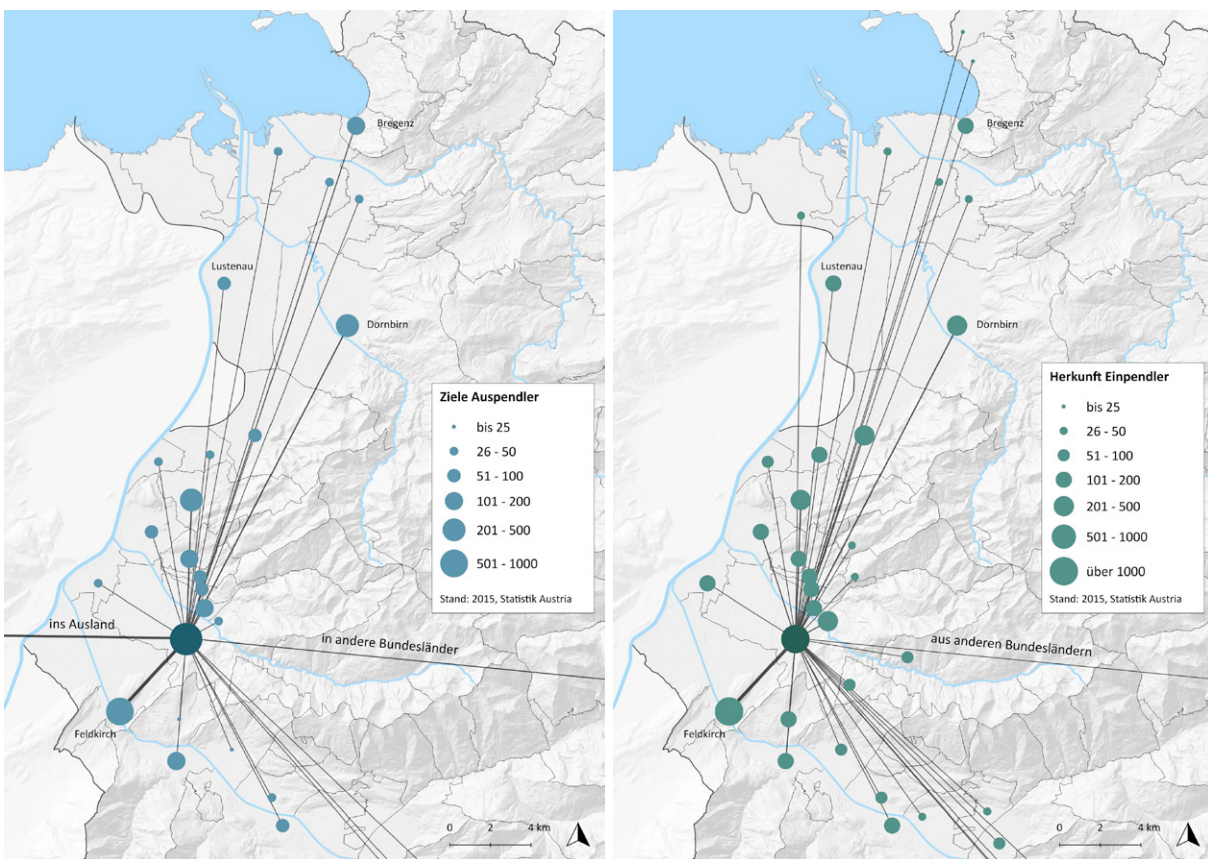 Bregenz
Lustenau
Dornbirn
Ziele Auspendler
bis 25
26 - 50
51 - 100
101 - 200
201 - 500
501 - 1000
Stand: 2015, Statistik Austria
ins Ausland
in andere Bundesländer
Feldkirch
0 2 4 km
Bregenz
Lustenau
Dornbirn
Herkunft Einpendler
bis 25
26 - 50
51 - 100
101 - 200
201 - 500
501 - 1000
über 1000
Stand: 2015, Statistik Austria
aus anderen Bundesländern
Feldkirch
0 2 4 km